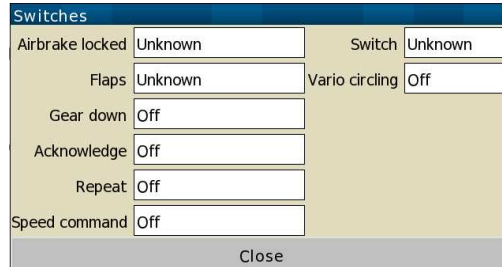 Switches
Airbrake locked Unknown Switch Unknown
Flaps Unknown Vario circling Off
Gear down Off
Acknowledge Off
Repeat Off
Speed command Off
Close